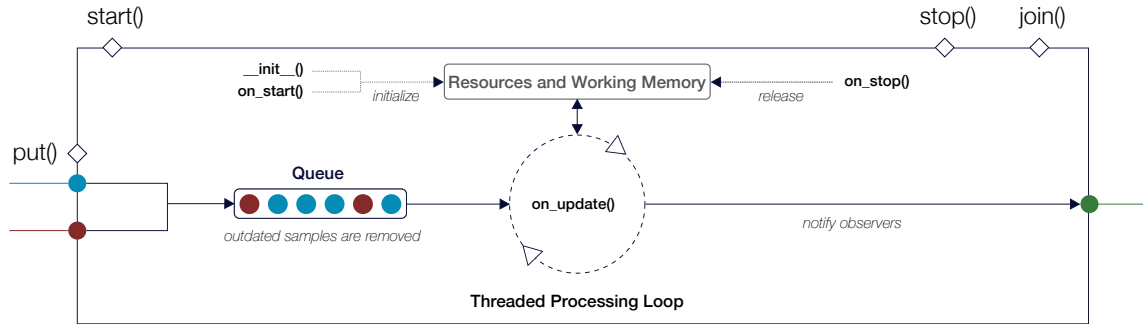 start()
stop()
join()
__init__()
on_start()
initialize
Resources and Working Memory
release
on_stop()
put()
Queue
outdated samples are removed
on_update()
notify observers
Threaded Processing Loop